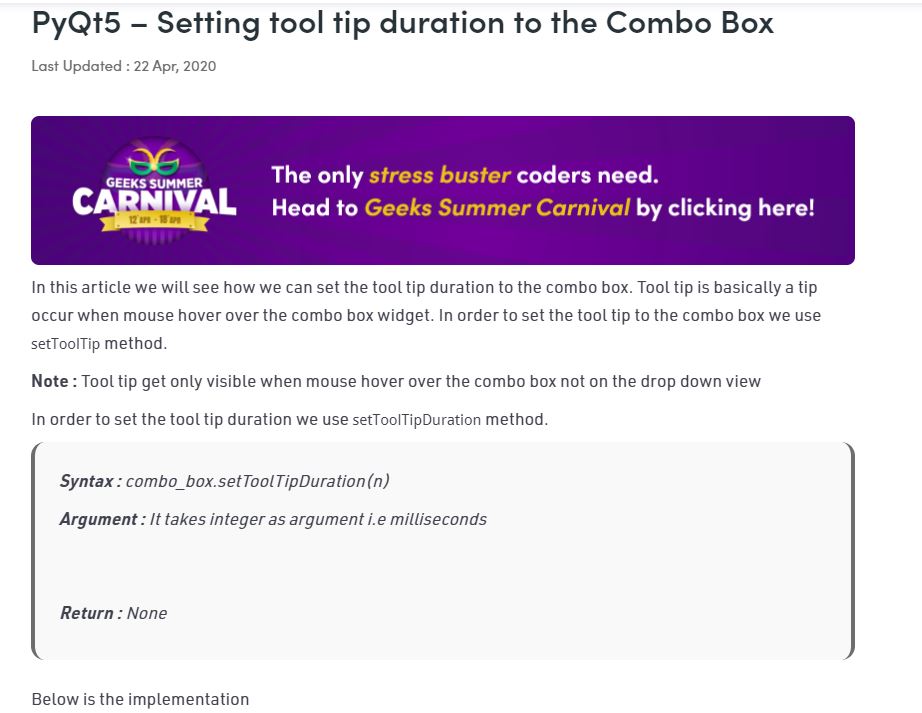 PyQt5 – Setting tool tip duration to the Combo Box
Last Updated : 22 Apr, 2020
GEEKS SUMMER
CARNIVAL
12 APR - 18 APR
The only stress buster coders need.
Head to Geeks Summer Carnival by clicking here!
In this article we will see how we can set the tool tip duration to the combo box. Tool tip is basically a tip
occur when mouse hover over the combo box widget. In order to set the tool tip to the combo box we use
setToolTip method.
Note : Tool tip get only visible when mouse hover over the combo box not on the drop down view
In order to set the tool tip duration we use setToolTipDuration method.
Syntax : combo_box.setToolTipDuration(n)
Argument : It takes integer as argument i.e milliseconds
Return : None
Below is the implementation